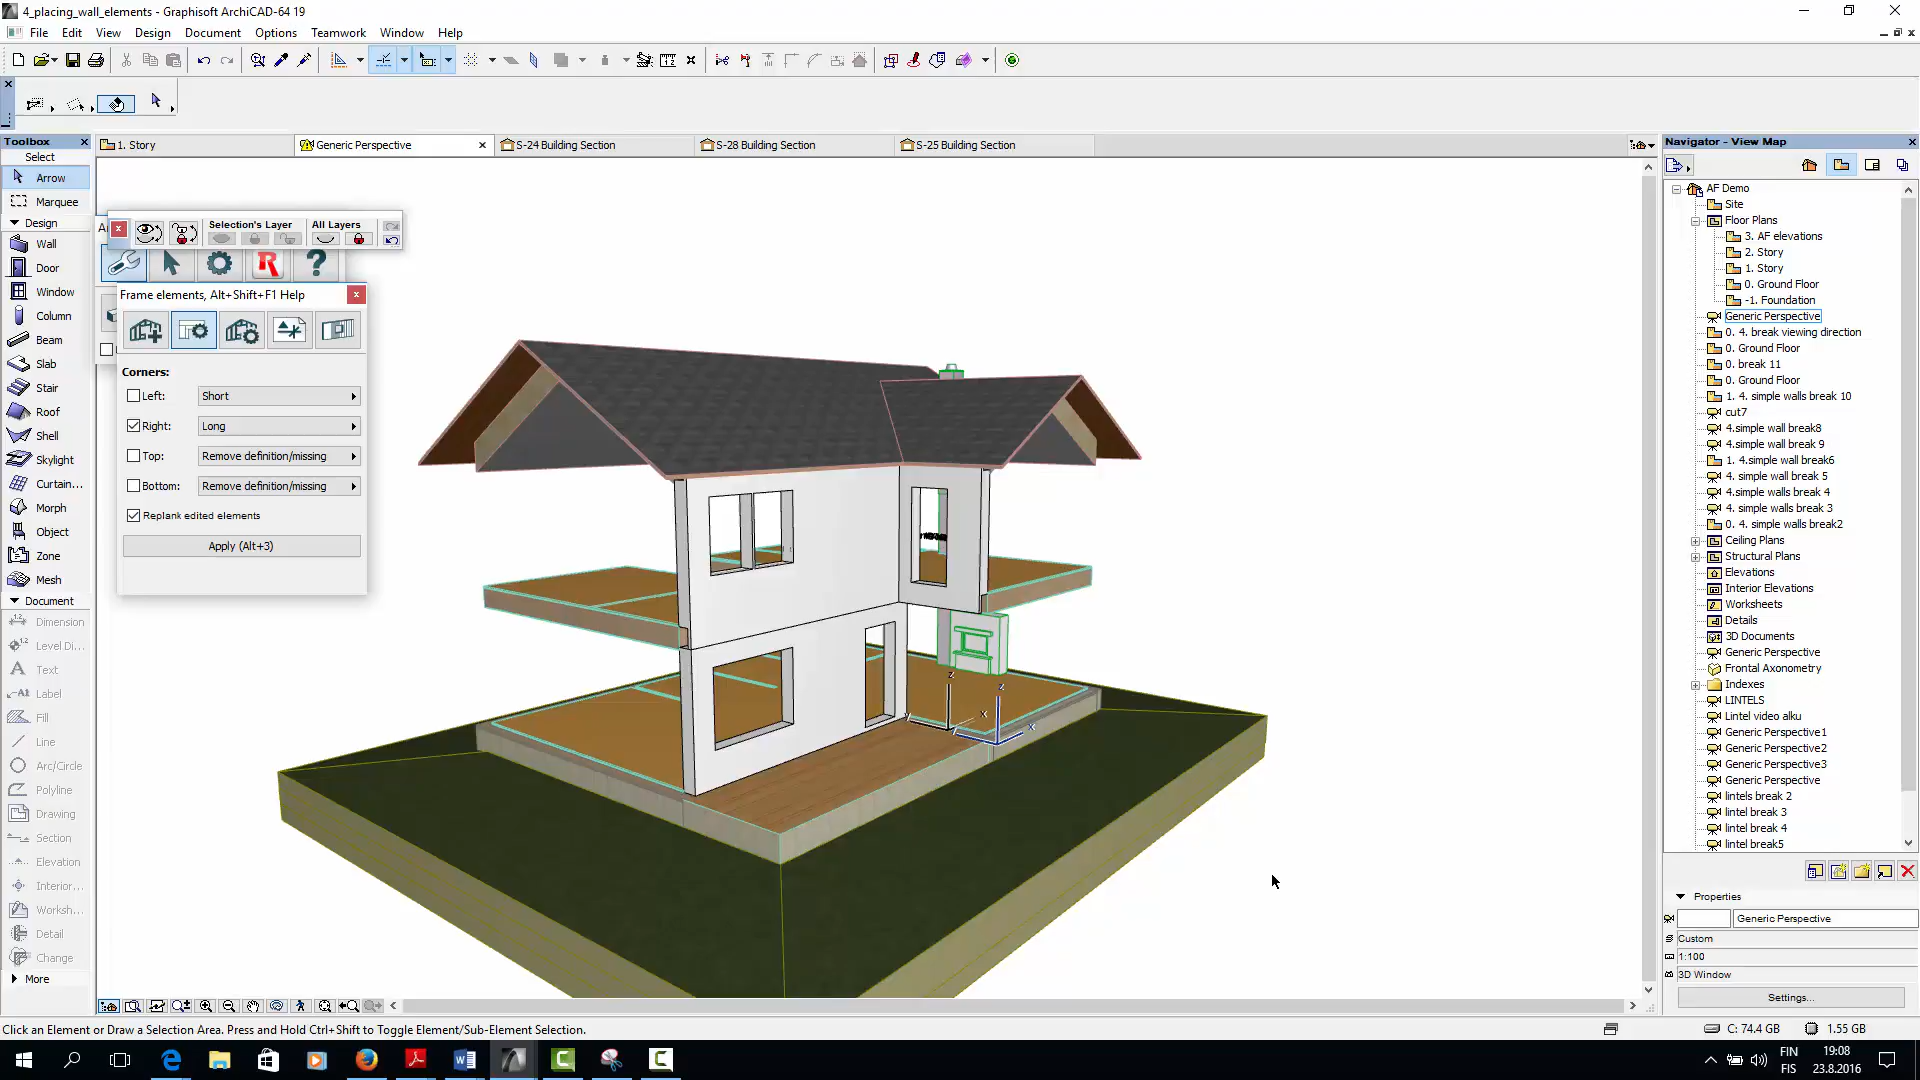 4_placing_wall_elements - Graphisoft ArchiCAD-64 19
File Edit View Design Document Options Teamwork Window Help
Toolbox
Select
Arrow
Marquee
Design
Wall
Door
Window
Column
Beam
Slab
Stair
Roof
Shell
Skylight
Curtain...
Morph
Object
Zone
Mesh
Document
Dimension
Level Di...
Text
Label
Fill
Line
Arc/Circle
Polyline
Drawing
Section
Elevation
Interior...
Worksh...
Detail
Change
More
1. Story
Generic Perspective
S-24 Building Section
S-28 Building Section
S-25 Building Section
Selection's Layer All Layers
Frame elements, Alt+Shift+F1 Help
Corners:
Left: Short
Right: Long
Top: Remove definition/missing
Bottom: Remove definition/missing
Replank edited elements
Apply (Alt+3)
z
z
x
x
Navigator - View Map
AF Demo
Site
Floor Plans
3. AF elevations
2. Story
1. Story
0. Ground Floor
-1. Foundation
Generic Perspective
0. 4. break viewing direction
0. Ground Floor
0. break 11
0. Ground Floor
1. 4. simple walls break 10
cut7
4.simple wall break8
4.simple wall break 9
1. 4.simple wall break6
4. simple wall break 5
4.simple walls break 4
4. simple walls break 3
0. 4. simple walls break2
Ceiling Plans
Structural Plans
Elevations
Interior Elevations
Worksheets
Details
3D Documents
Generic Perspective
Frontal Axonometry
Indexes
LINTELS
Lintel video alku
Generic Perspective1
Generic Perspective2
Generic Perspective3
Generic Perspective
lintels break 2
lintel break 3
lintel break 4
lintel break5
Properties
Generic Perspective
Custom
1:100
3D Window
Settings...
Click an Element or Draw a Selection Area. Press and Hold Ctrl+Shift to Toggle Element/Sub-Element Selection.
C: 74.4 GB
1.55 GB
FIN
FIS
19:08
23.8.2016